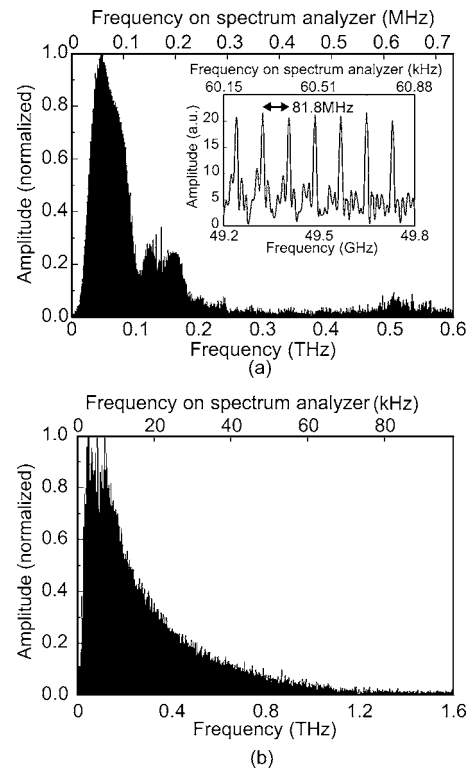 Frequency on spectrum analyzer (MHz)
0 0.1 0.2 0.3 0.4 0.5 0.6 0.7
1.0
0.8
0.6
0.4
0.2
0.0
Amplitude (normalized)
Frequency on spectrum analyzer (kHz)
60.15 60.51 60.88
81.8MHz
20
15
10
5
0
Amplitude (a.u.)
49.2 49.5 49.8
Frequency (GHz)
0 0.1 0.2 0.3 0.4 0.5 0.6
Frequency (THz)
(a)
Frequency on spectrum analyzer (kHz)
0 20 40 60 80
1.0
0.8
0.6
0.4
0.2
0.0
Amplitude (normalized)
0 0.4 0.8 1.2 1.6
Frequency (THz)
(b)